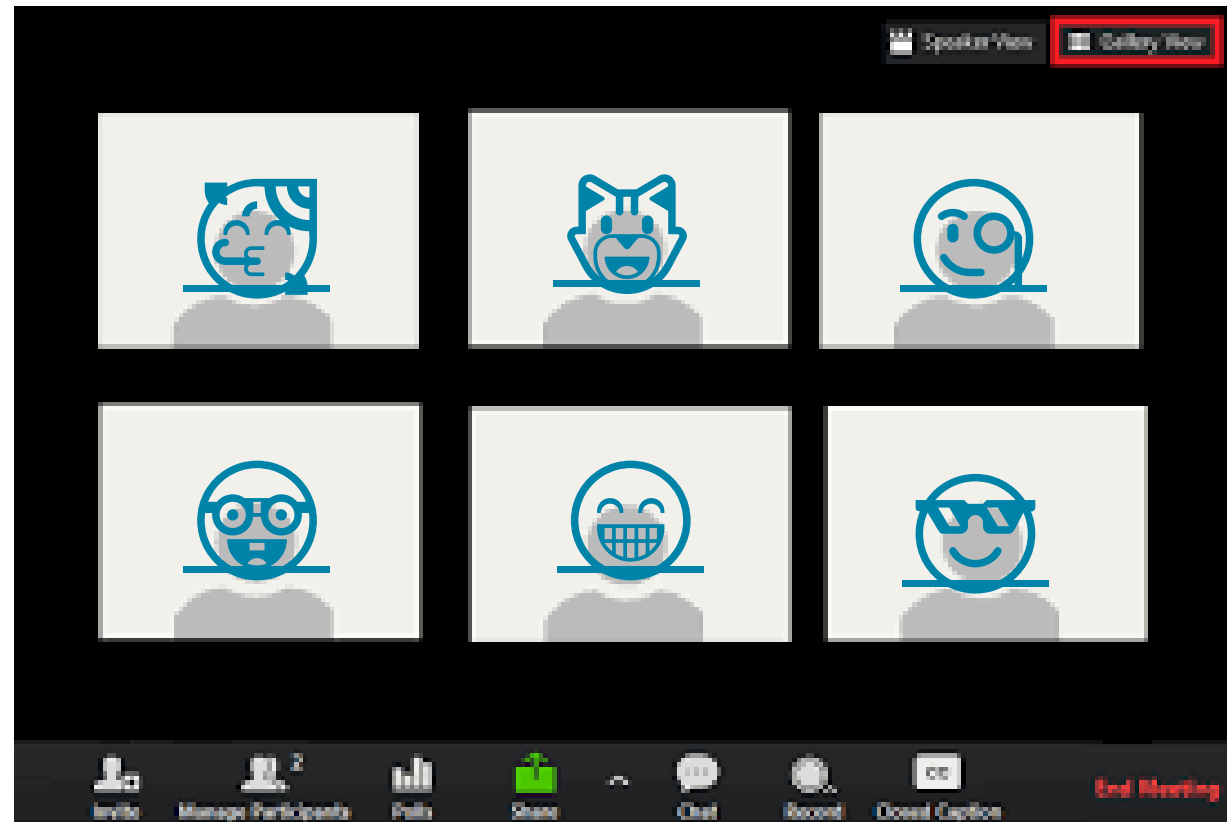 Speaker View
Gallery View
2
Invite
Manage Participants
Polls
Share
Chat
Record
CC
Closed Caption
End Meeting